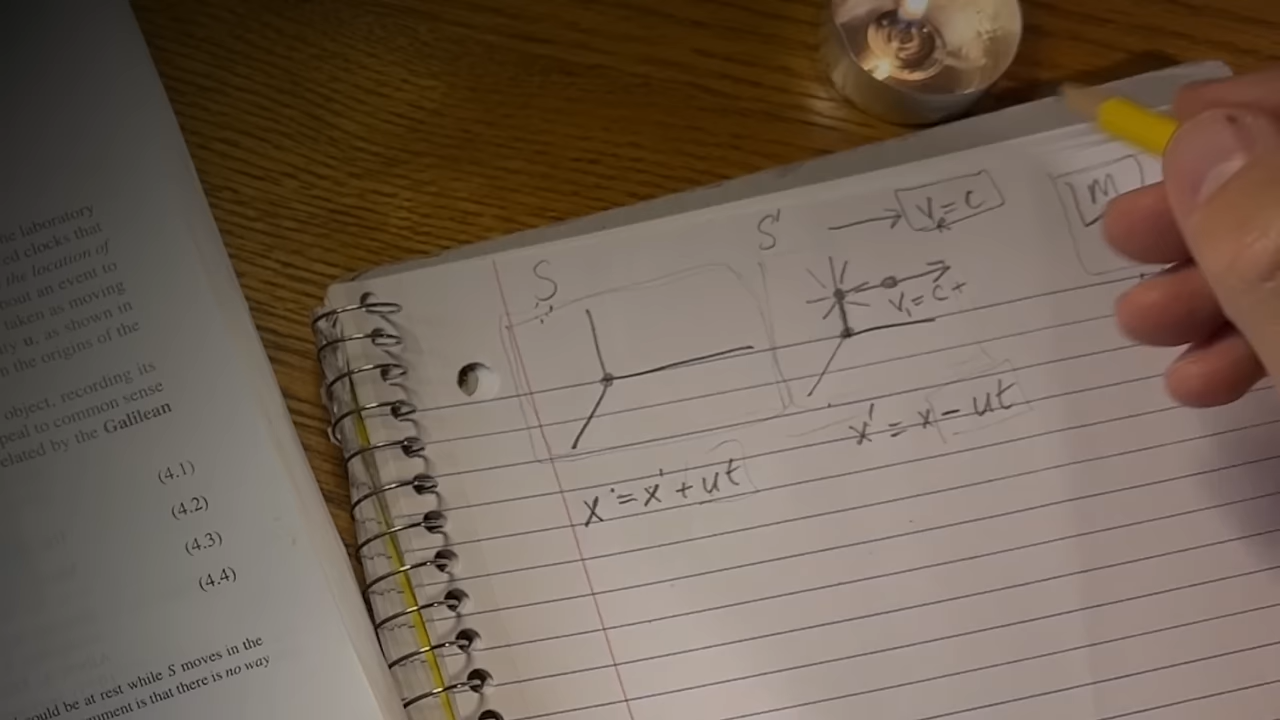 laboratory
ed clocks that
the location of
bout an event to
taken as moving
u, as shown in
n the origins of the
object, recording its
peal to common sense
elated by the Galilean
(4.1)
(4.2)
(4.3)
(4.4)
ould be at rest while S moves in the
ument is that there is no way
S
S'
M
x = x' + ut
x' = x - ut